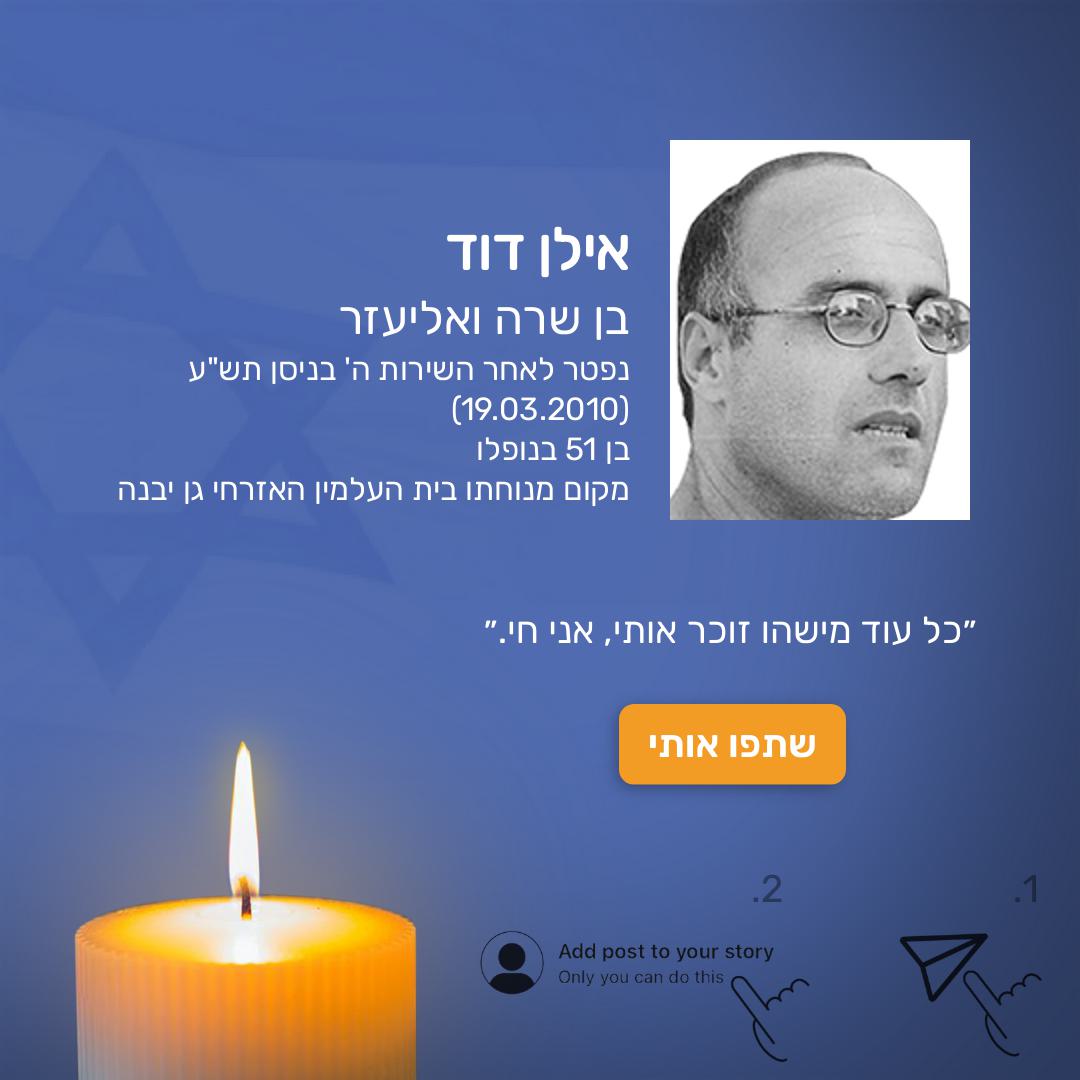 אילן דוד
בן שרה ואליעזר
נפטר לאחר השירות ה' בניסן תש"ע
(19.03.2010)
בן 51 בנופלו
מקום מנוחתו בית העלמין האזרחי גן יבנה
״כל עוד מישהו זוכר אותי, אני חי.״
שתפו אותי
1.
2.
Add post to your story
Only you can do this